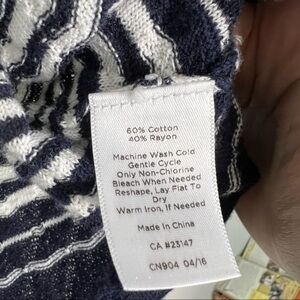 60% Cotton
40% Rayon
Machine Wash Cold
Gentle Cycle
Only Non-Chlorine
Bleach When Needed
Reshape, Lay Flat To
Dry
Warm Iron, If Needed
Made In China
CA #23147
CN904 04/16